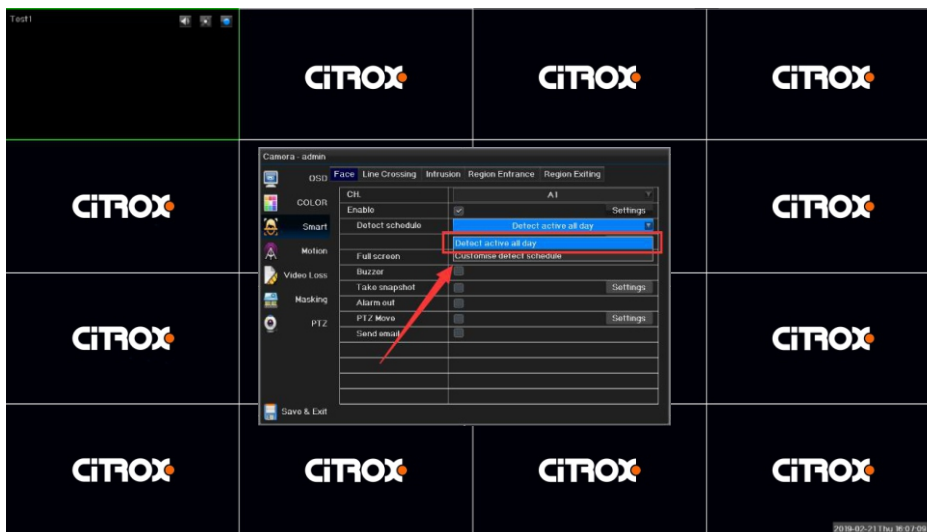 Test1
CiTROX CiTROX CiTROX
Camera - admin
OSD Face Line Crossing Intrusion Region Entrance Region Exiting
CH. A1
COLOR
Enable Settings
Smart Detect schedule Detect active all day
Detect active all day
Motion Full screen Customise detect schedule
Buzzer
Video Loss
Take snapshot Settings
Masking Alarm out
PTZ PTZ Move Settings
Send email
Save & Exit
CiTROX CiTROX
CiTROX CiTROX
CiTROX CiTROX CiTROX CiTROX
2019-02-21 Thu 16:07:09